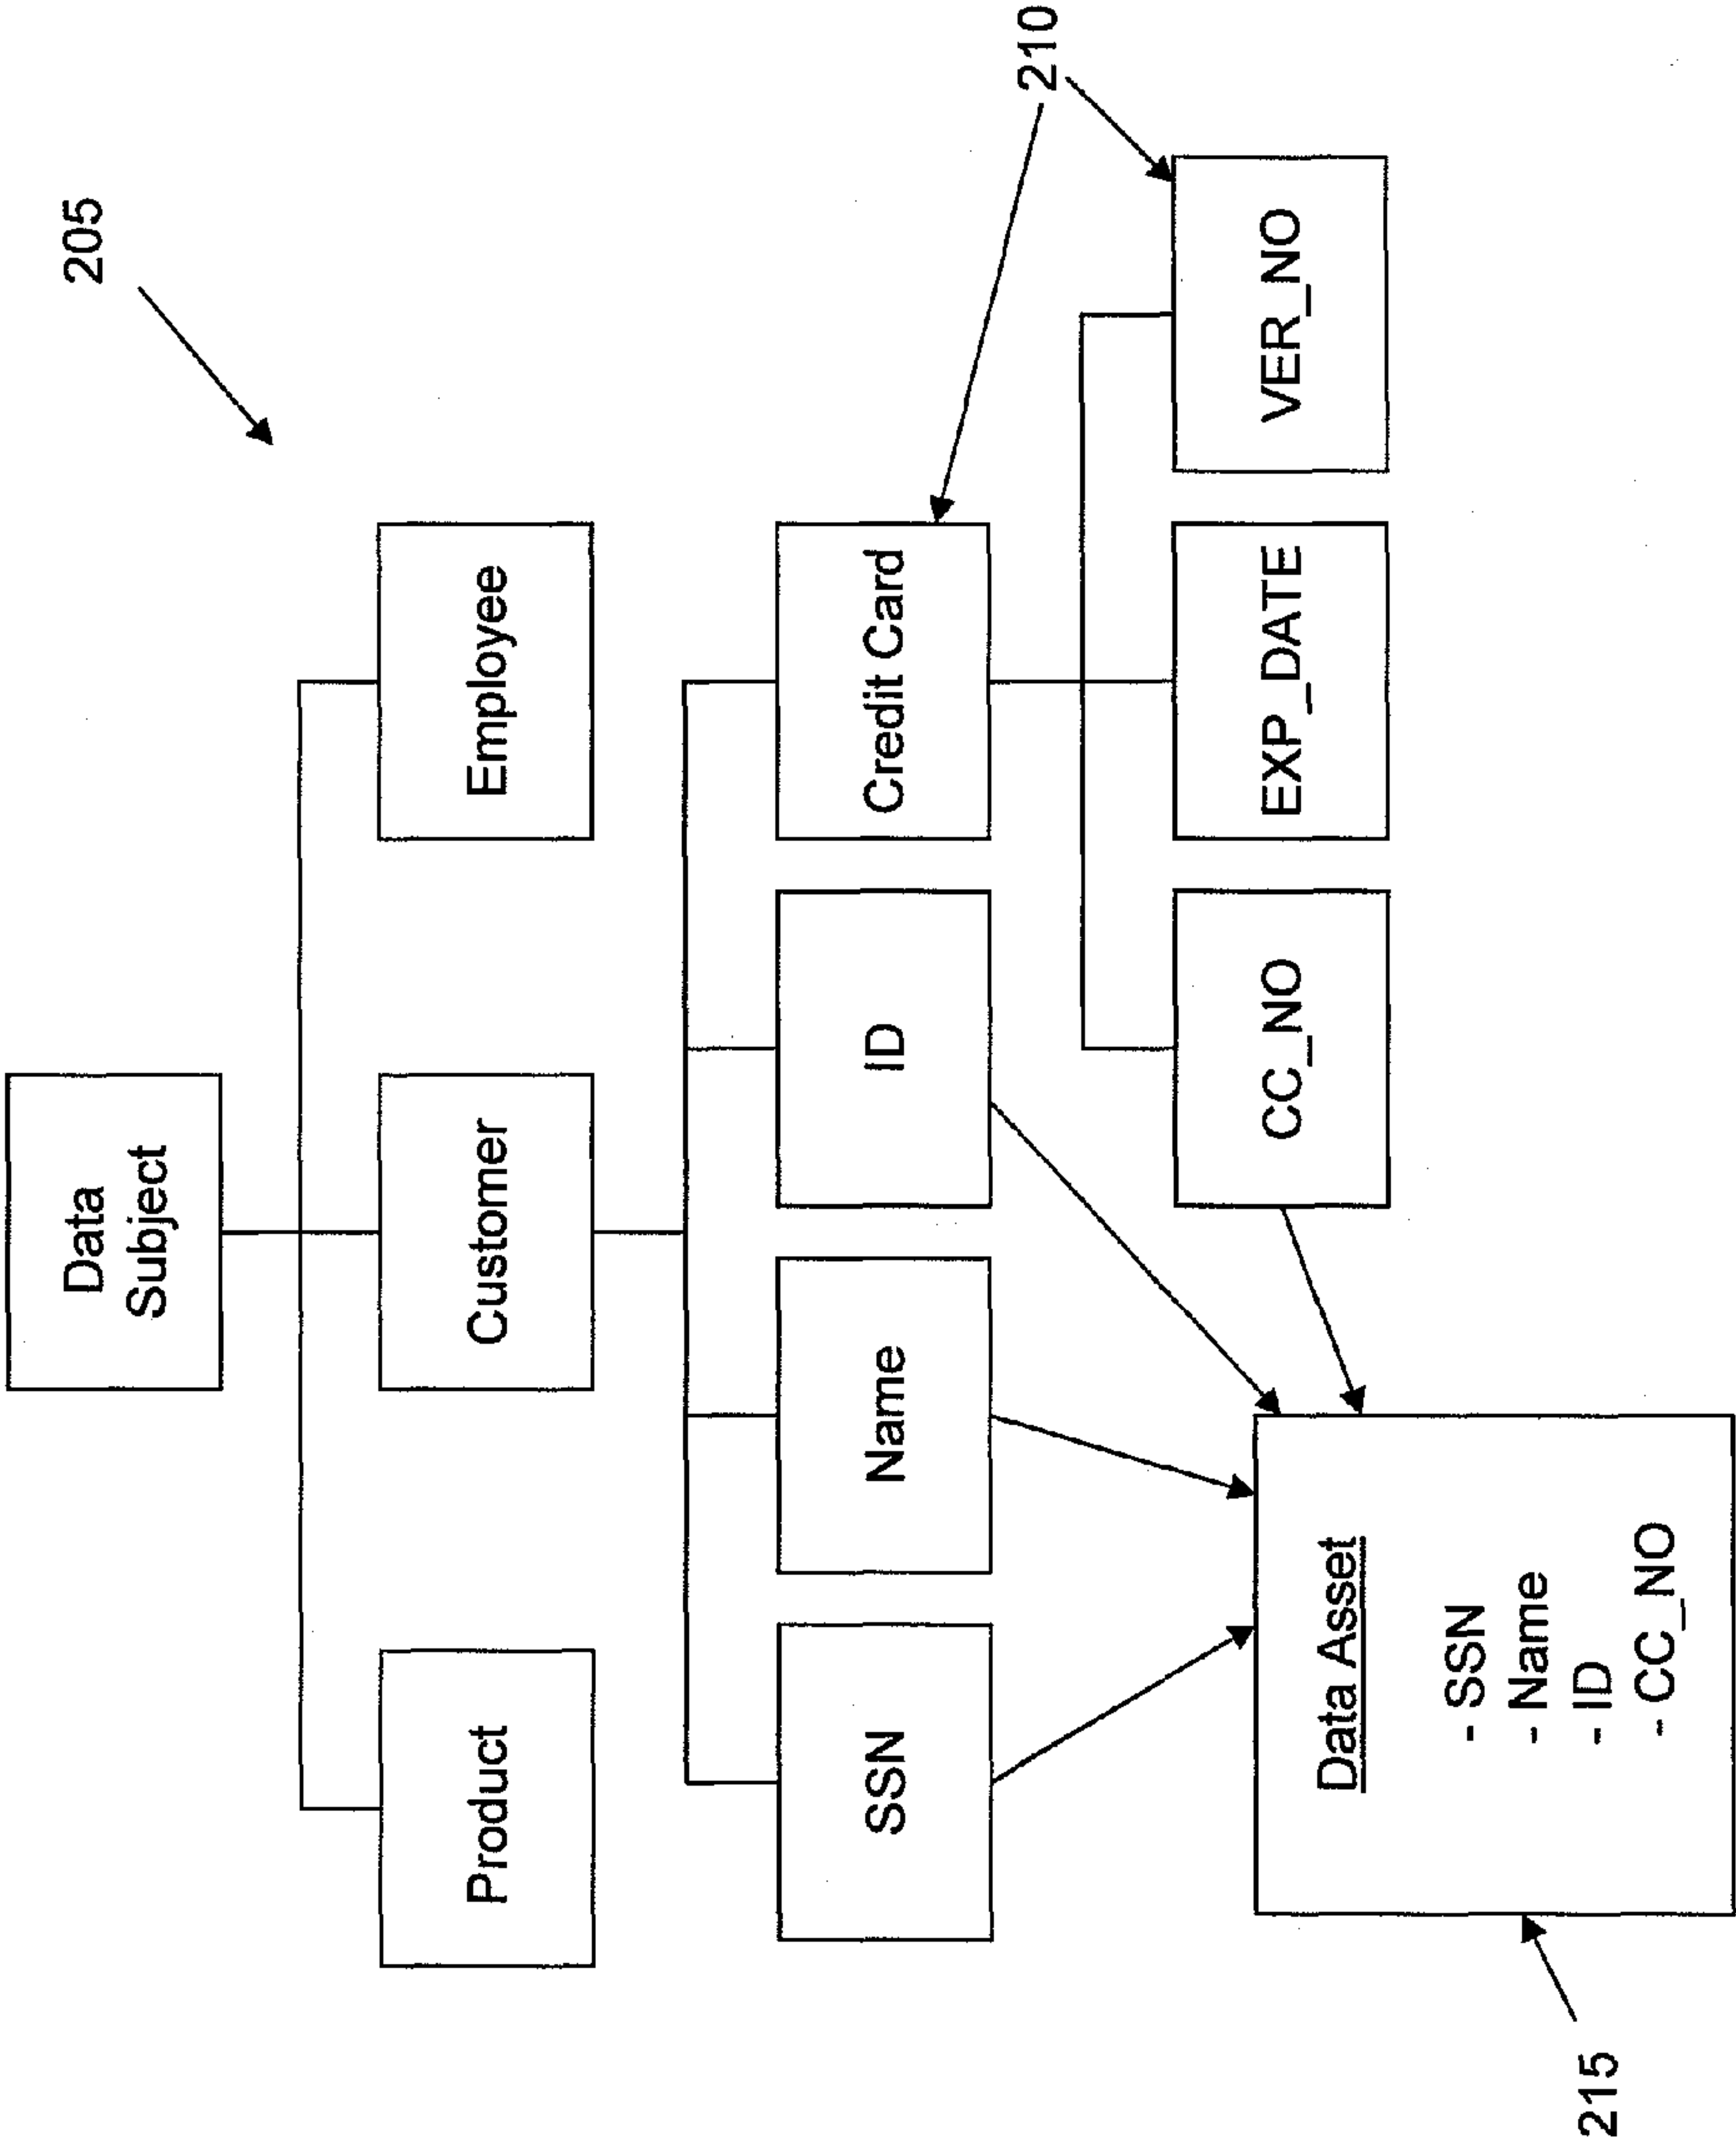 205
Data
Subject
Product
Customer
Employee
210
SSN
Name
ID
Credit Card
CC_NO
EXP_DATE
VER_NO
Data Asset
- SSN
- Name
- ID
- CC_NO
215